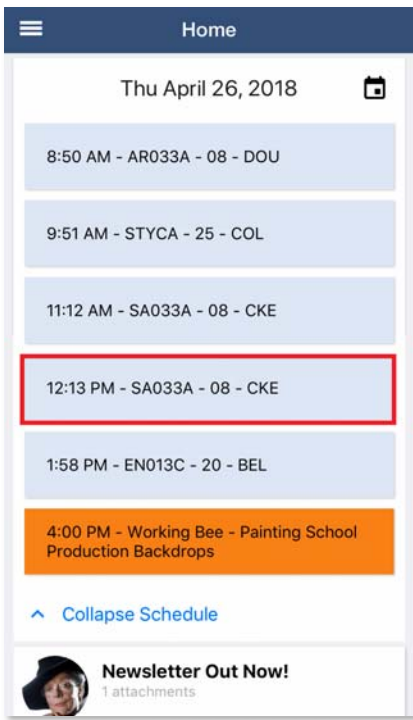 Home
Thu April 26, 2018
8:50 AM - AR033A - 08 - DOU
9:51 AM - STYCA - 25 - COL
11:12 AM - SA033A - 08 - CKE
12:13 PM - SA033A - 08 - CKE
1:58 PM - EN013C - 20 - BEL
4:00 PM - Working Bee - Painting School
Production Backdrops
Collapse Schedule
Newsletter Out Now!
1 attachments